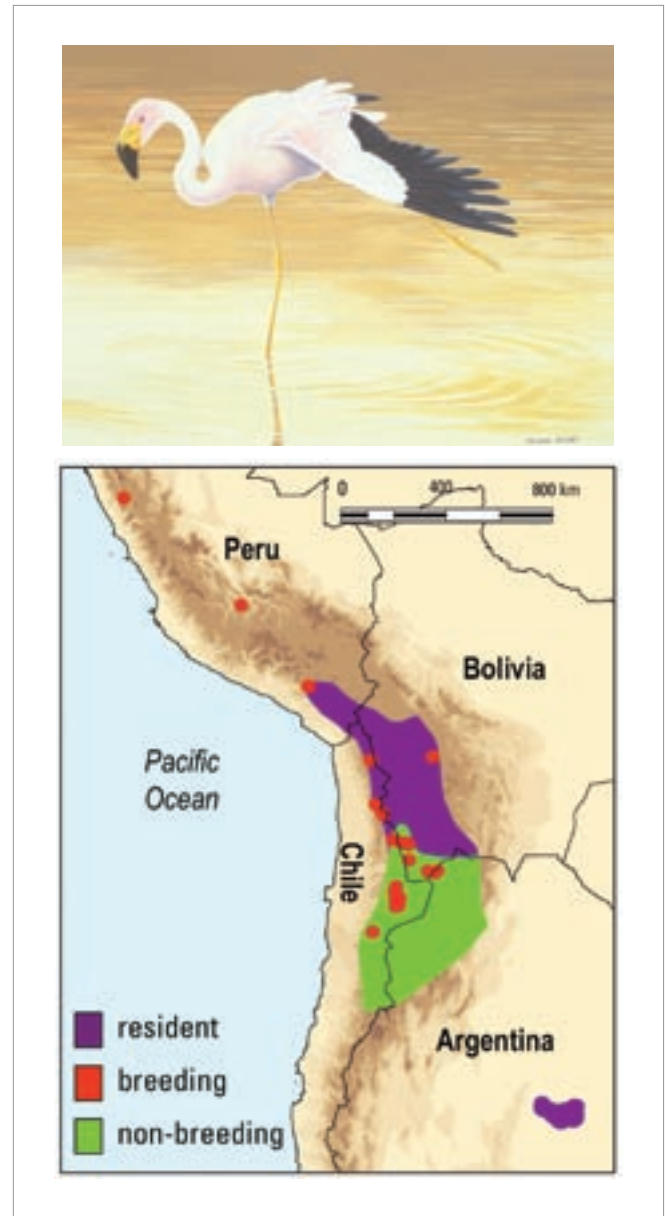 0 400 800 km
Peru
Bolivia
Pacific
Ocean
Chile
Argentina
resident
breeding
non-breeding